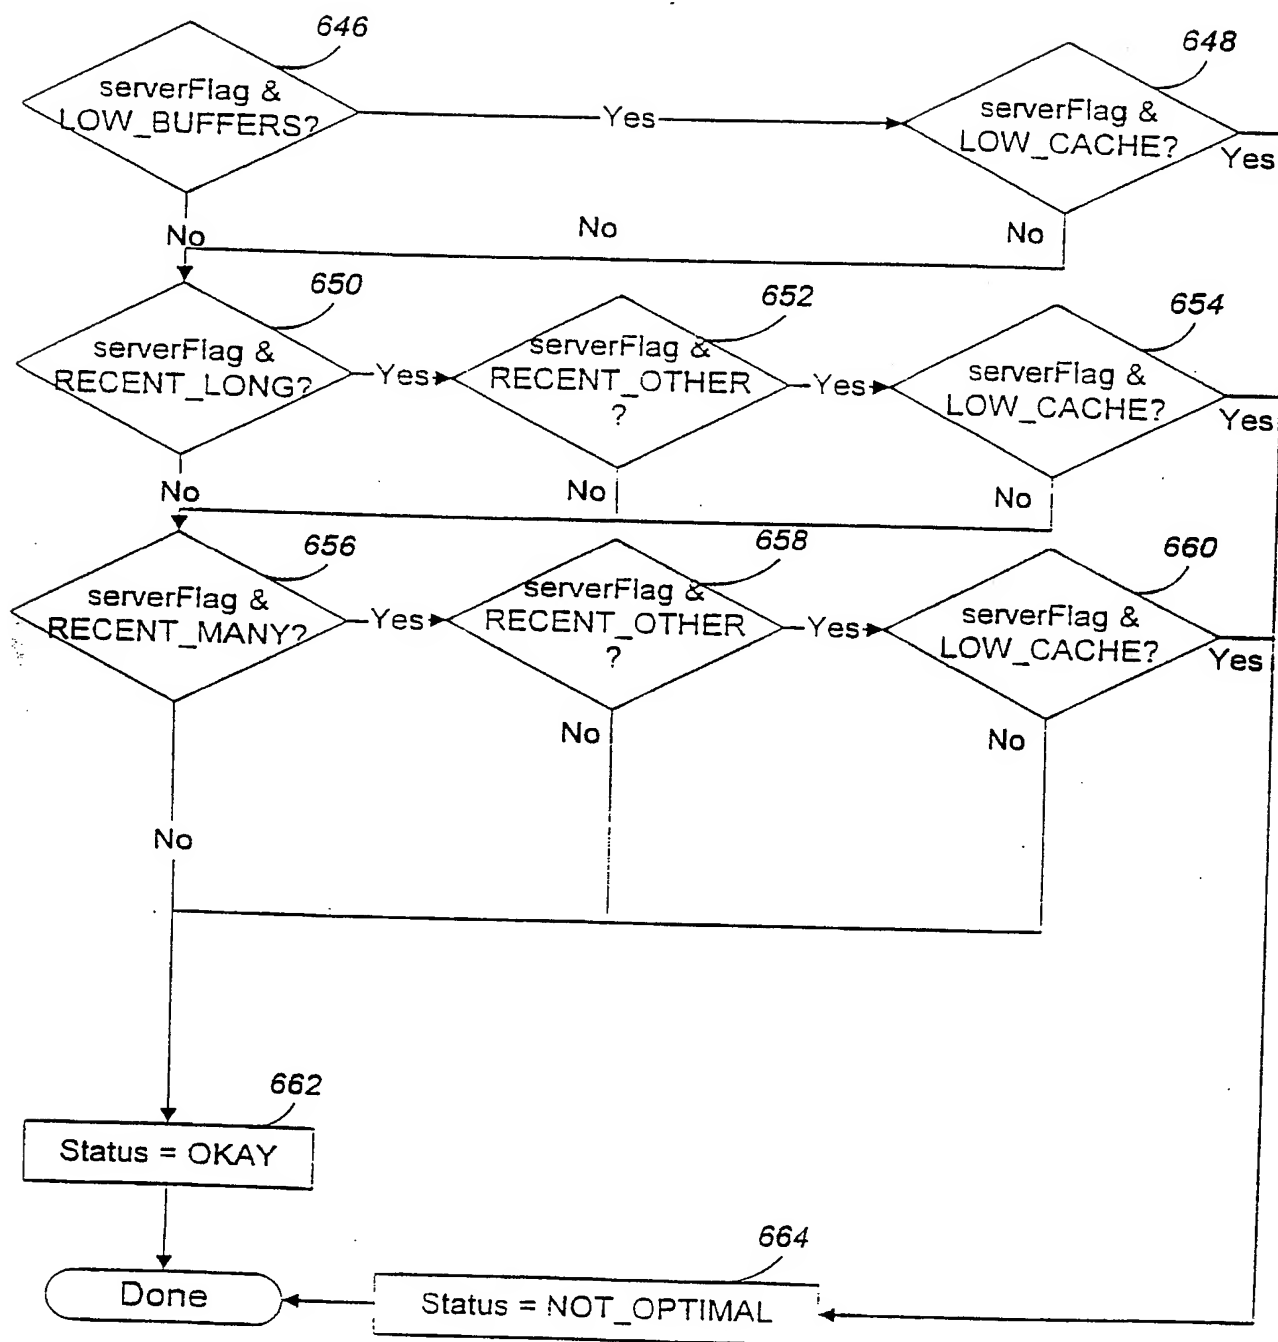 646
serverFlag &
LOW_BUFFERS?
Yes
648
serverFlag &
LOW_CACHE?
Yes
No
No
No
650
serverFlag &
RECENT_LONG?
Yes
652
serverFlag &
RECENT_OTHER
?
Yes
654
serverFlag &
LOW_CACHE?
Yes
No
No
No
656
serverFlag &
RECENT_MANY?
Yes
658
serverFlag &
RECENT_OTHER
?
Yes
660
serverFlag &
LOW_CACHE?
Yes
No
No
No
662
Status = OKAY
664
Done
Status = NOT_OPTIMAL